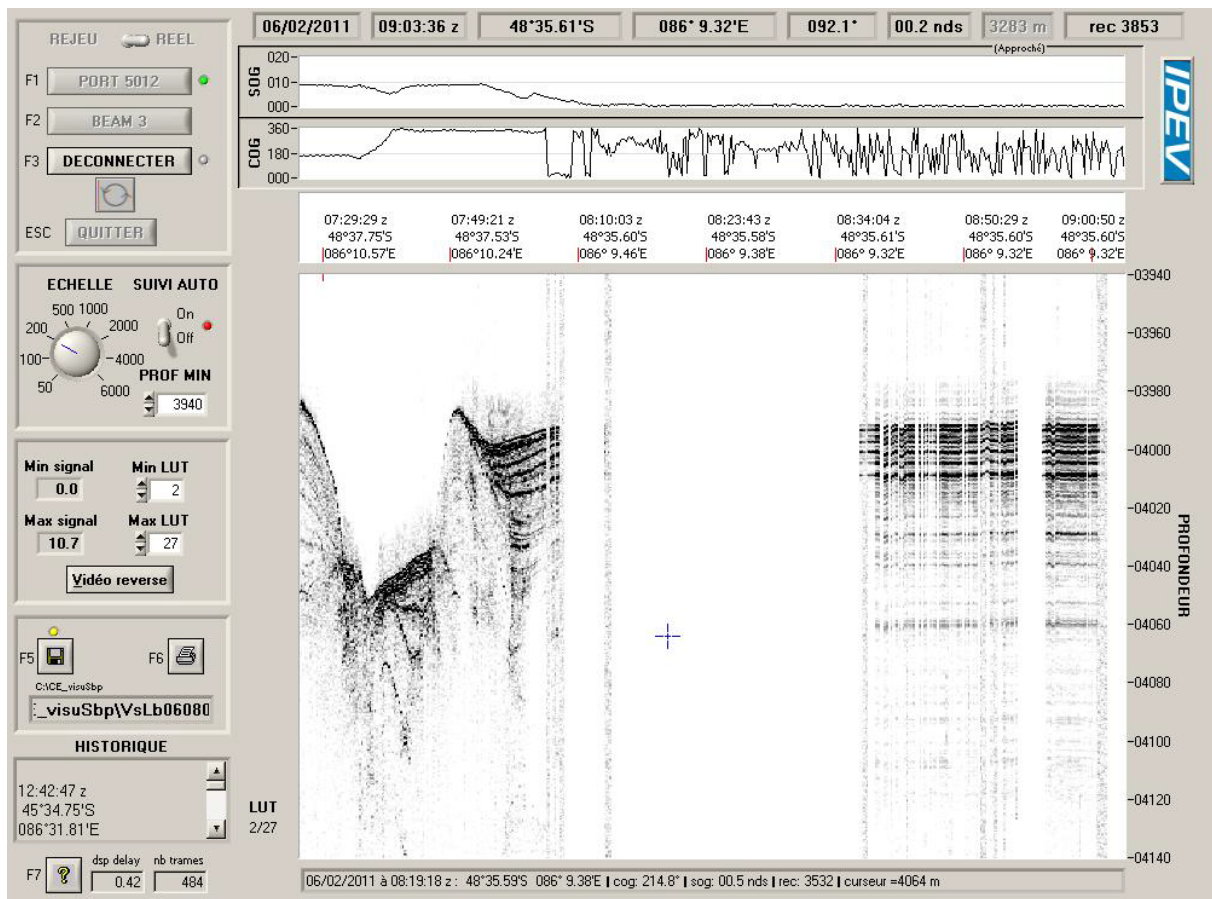 06/02/2011 09:03:36 z 48°35.61'S 086° 9.32'E 092.1° 00.2 nds 3283 m rec 3853
(Approché)
REJEU REEL
F1 PORT 5012
F2 BEAM 3
F3 DECONNECTER
ESC QUITTER
SOG
020-
010-
000-
COG
360-
180-
000-
IPEV
07:29:29 z 07:49:21 z 08:10:03 z 08:23:43 z 08:34:04 z 08:50:29 z 09:00:50 z
48°37.75'S 48°37.53'S 48°35.60'S 48°35.58'S 48°35.61'S 48°35.60'S 48°35.60'S
086°10.57'E 086°10.24'E 086° 9.46'E 086° 9.38'E 086° 9.32'E 086° 9.32'E 086° 9.32'E
ECHELLE SUIVI AUTO
500 1000
200 2000
100 4000
50 6000
On
Off
PROF MIN
3940
Min signal Min LUT
0.0 2
Max signal Max LUT
10.7 27
Vidéo reverse
F5 F6
C:\CE_visuSbp
_visuSbp\VsLb06080
HISTORIQUE
12:42:47 z
45°34.75'S
086°31.81'E
F7 ? dsp delay nb trames
0.42 484
LUT
2/27
-03940
-03960
-03980
-04000
-04020
-04040
-04060
-04080
-04100
-04120
-04140
PROFONDEUR
06/02/2011 à 08:19:18 z : 48°35.59'S 086° 9.38'E | cog: 214.8° | sog: 00.5 nds | rec: 3532 | curseur =4064 m